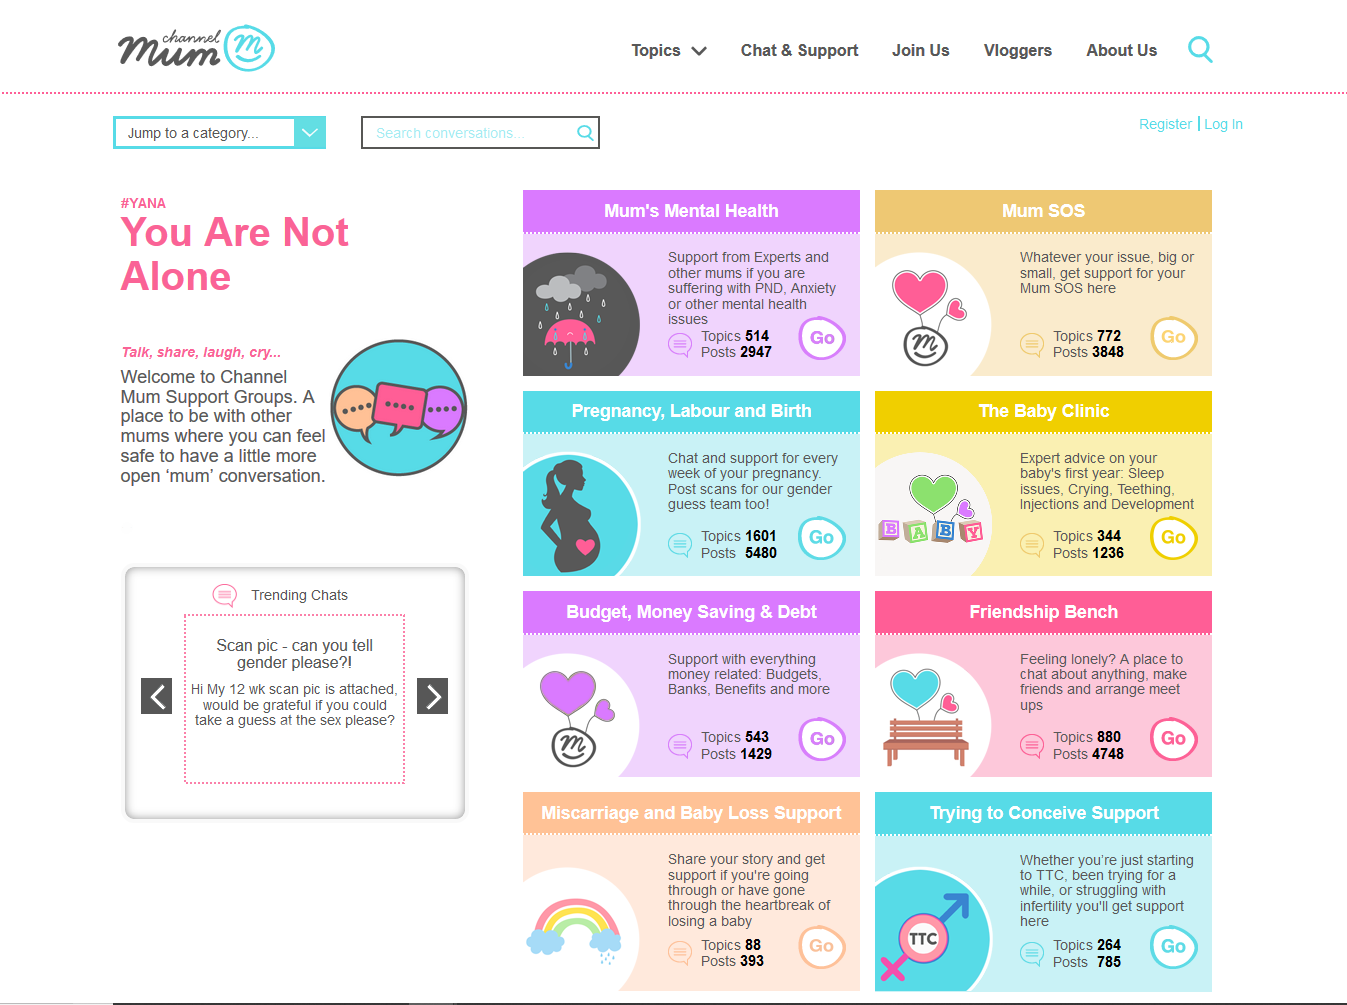 channel
mum m
Topics
Chat & Support
Join Us
Vloggers
About Us
Jump to a category...
Search conversations...
Register | Log In
#YANA
You Are Not
Alone
Talk, share, laugh, cry...
Welcome to Channel
Mum Support Groups. A
place to be with other
mums where you can feel
safe to have a little more
open ‘mum’ conversation.
Trending Chats
Scan pic - can you tell
gender please?!
Hi My 12 wk scan pic is attached,
would be grateful if you could
take a guess at the sex please?
Mum's Mental Health
Support from Experts and
other mums if you are
suffering with PND, Anxiety
or other mental health
issues
Topics 514
Posts 2947
Go
Mum SOS
Whatever your issue, big or
small, get support for your
Mum SOS here
m
Topics 772
Posts 3848
Go
Pregnancy, Labour and Birth
Chat and support for every
week of your pregnancy.
Post scans for our gender
guess team too!
Topics 1601
Posts 5480
Go
The Baby Clinic
Expert advice on your
baby's first year: Sleep
issues, Crying, Teething,
Injections and Development
BABY
Topics 344
Posts 1236
Go
Budget, Money Saving & Debt
Support with everything
money related: Budgets,
Banks, Benefits and more
m
Topics 543
Posts 1429
Go
Friendship Bench
Feeling lonely? A place to
chat about anything, make
friends and arrange meet
ups
Topics 880
Posts 4748
Go
Miscarriage and Baby Loss Support
Share your story and get
support if you're going
through or have gone
through the heartbreak of
losing a baby
Topics 88
Posts 393
Go
Trying to Conceive Support
Whether you’re just starting
to TTC, been trying for a
while, or struggling with
infertility you'll get support
here
TTC
Topics 264
Posts 785
Go